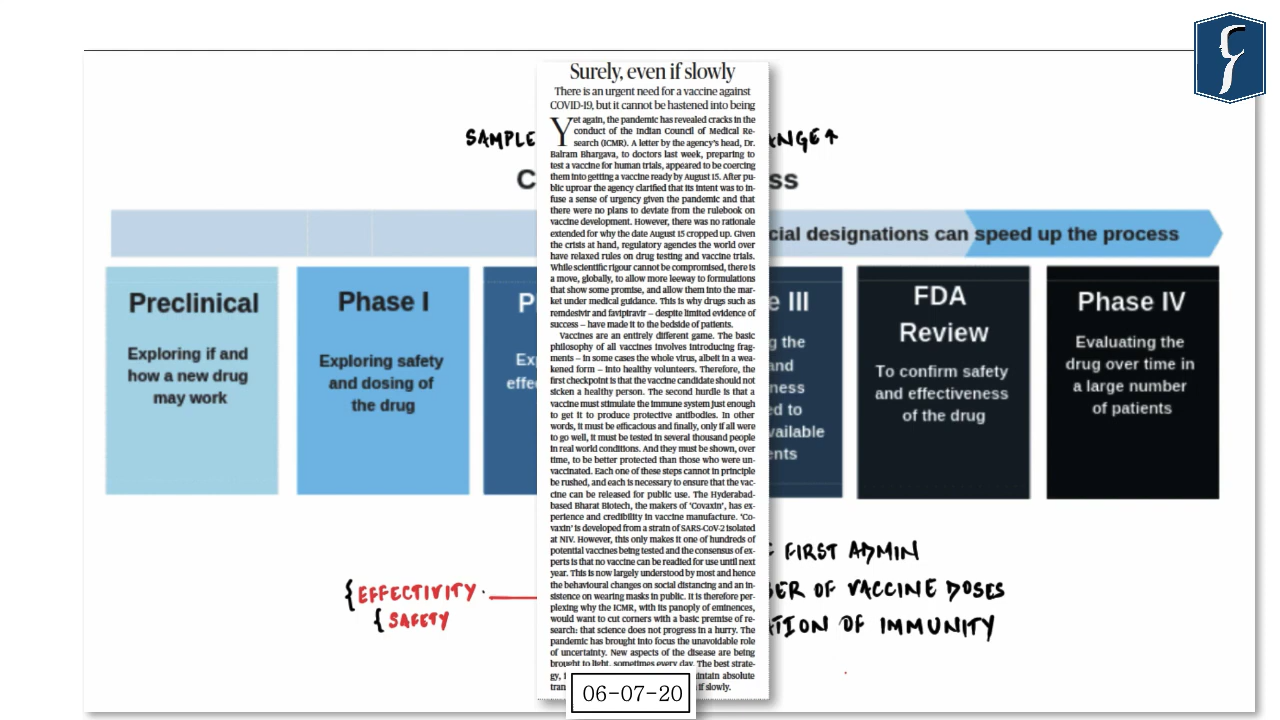 Surely, even if slowly
There is an urgent need for a vaccine against
COVID-19, but it cannot be hastened into being
Yet again, the pandemic has revealed cracks in the
conduct of the Indian Council of Medical Re-
search (ICMR). A letter by the agency's head, Dr.
Balram Bhargava, to doctors last week, preparing to
test a vaccine for human trials, appeared to be coercing
them into getting a vaccine ready by August 15. After pu-
blic uproar the agency clarified that its intent was to in-
fuse a sense of urgency given the pandemic and that
there were no plans to deviate from the rulebook on
vaccine development. However, there was no rationale
extended for why the date August 15 cropped up. Given
the crisis at hand, regulatory agencies the world over
have relaxed rules on drug testing and vaccine trials.
While scientific rigour cannot be compromised, there is
a move, globally, to allow more leeway to formulations
that show some promise, and allow them into the mar-
ket under medical guidance. This is why drugs such as
remdesivir and favipiravir – despite limited evidence of
success – have made it to the bedside of patients.
Vaccines are an entirely different game. The basic
philosophy of all vaccines involves introducing frag-
ments – in some cases the whole virus, albeit in a wea-
kened form – into healthy volunteers. Therefore, the
first checkpoint is that the vaccine candidate should not
sicken a healthy person. The second hurdle is that a
vaccine must stimulate the immune system just enough
to get it to produce protective antibodies. In other
words, it must be efficacious and finally, only if all were
to go well, it must be tested in several thousand people
in real world conditions. And they must be shown, over
time, to be better protected than those who were un-
vaccinated. Each one of these steps cannot in principle
be rushed, and each is necessary to ensure that the vac-
cine can be released for public use. The Hyderabad-
based Bharat Biotech, the makers of 'Covaxin', has ex-
perience and credibility in vaccine manufacture. 'Co-
vaxin' is developed from a strain of SARS-CoV-2 isolated
at NIV. However, this only makes it one of hundreds of
potential vaccines being tested and the consensus of ex-
perts is that no vaccine can be readied for use until next
year. This is now largely understood by most and hence
the behavioural changes on social distancing and an in-
sistence on wearing masks in public. It is therefore per-
plexing why the ICMR, with its panoply of eminences,
would want to cut corners with a basic premise of re-
search: that science does not progress in a hurry. The
pandemic has brought into focus the unavoidable role
of uncertainty. New aspects of the disease are being
brought to light, sometimes every day. The best strate-
gy, intain absolute
tran if slowly.
06-07-20
SAMPLE ANGE↑
C ss
cial designations can speed up the process
Preclinical
Exploring if and
how a new drug
may work
Phase I
Exploring safety
and dosing of
the drug
P
Exp
effe
e III
g the
and
ness
ed to
vailable
ents
FDA
Review
To confirm safety
and effectiveness
of the drug
Phase IV
Evaluating the
drug over time in
a large number
of patients
{EFFECTIVITY
{SAFETY
FIRST ADMIN
BER OF VACCINE DOSES
ATION OF IMMUNITY